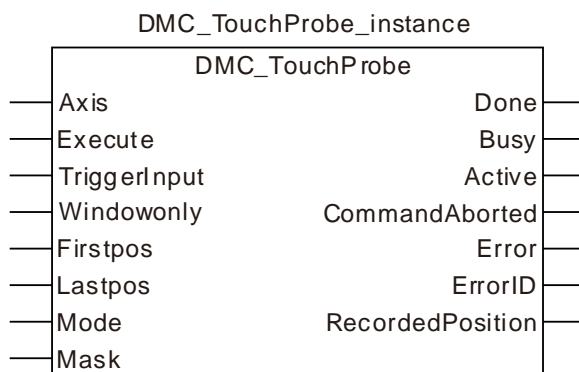 DMC_TouchProbe_instance
DMC_TouchProbe
Axis Done
Execute Busy
TriggerInput Active
Windowonly CommandAborted
Firstpos Error
Lastpos ErrorID
Mode RecordedPosition
Mask